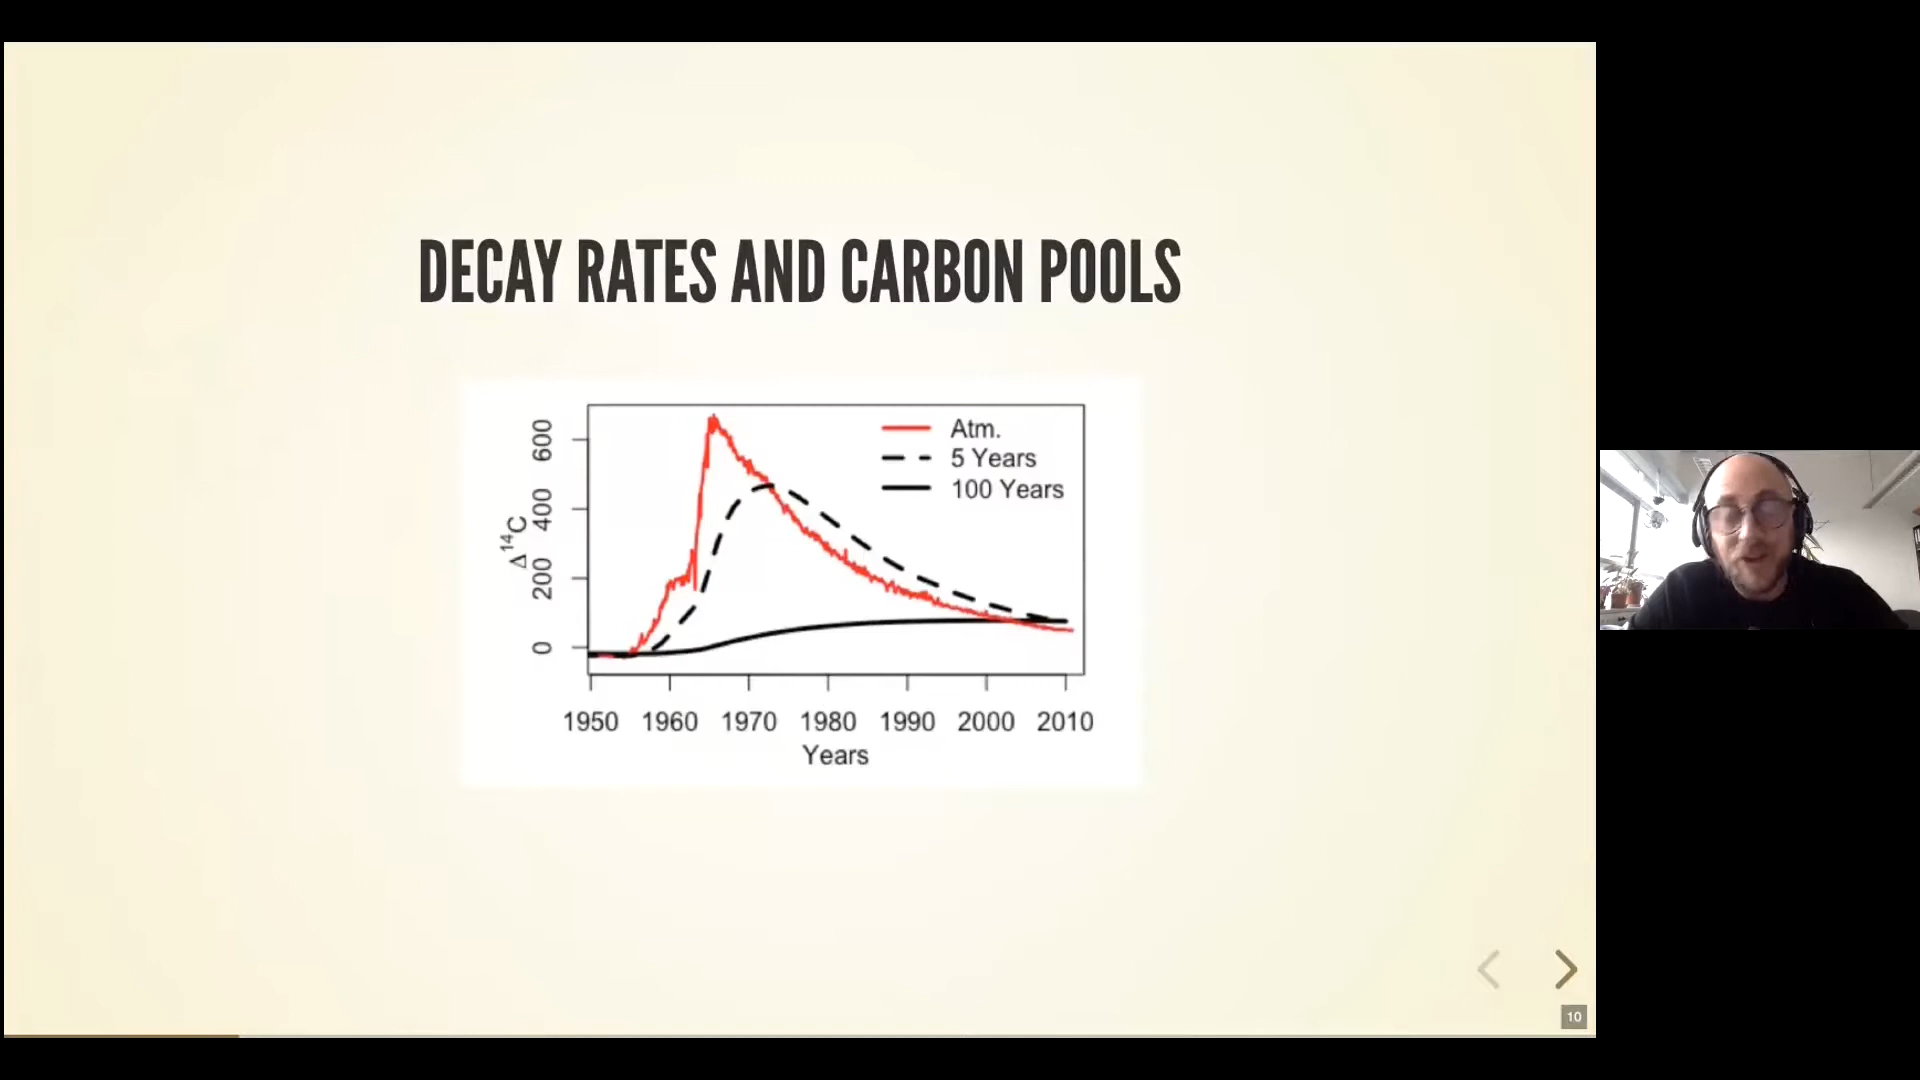 DECAY RATES AND CARBON POOLS
Atm.
5 Years
100 Years
Δ¹⁴C
600
400
200
0
1950 1960 1970 1980 1990 2000 2010
Years
10